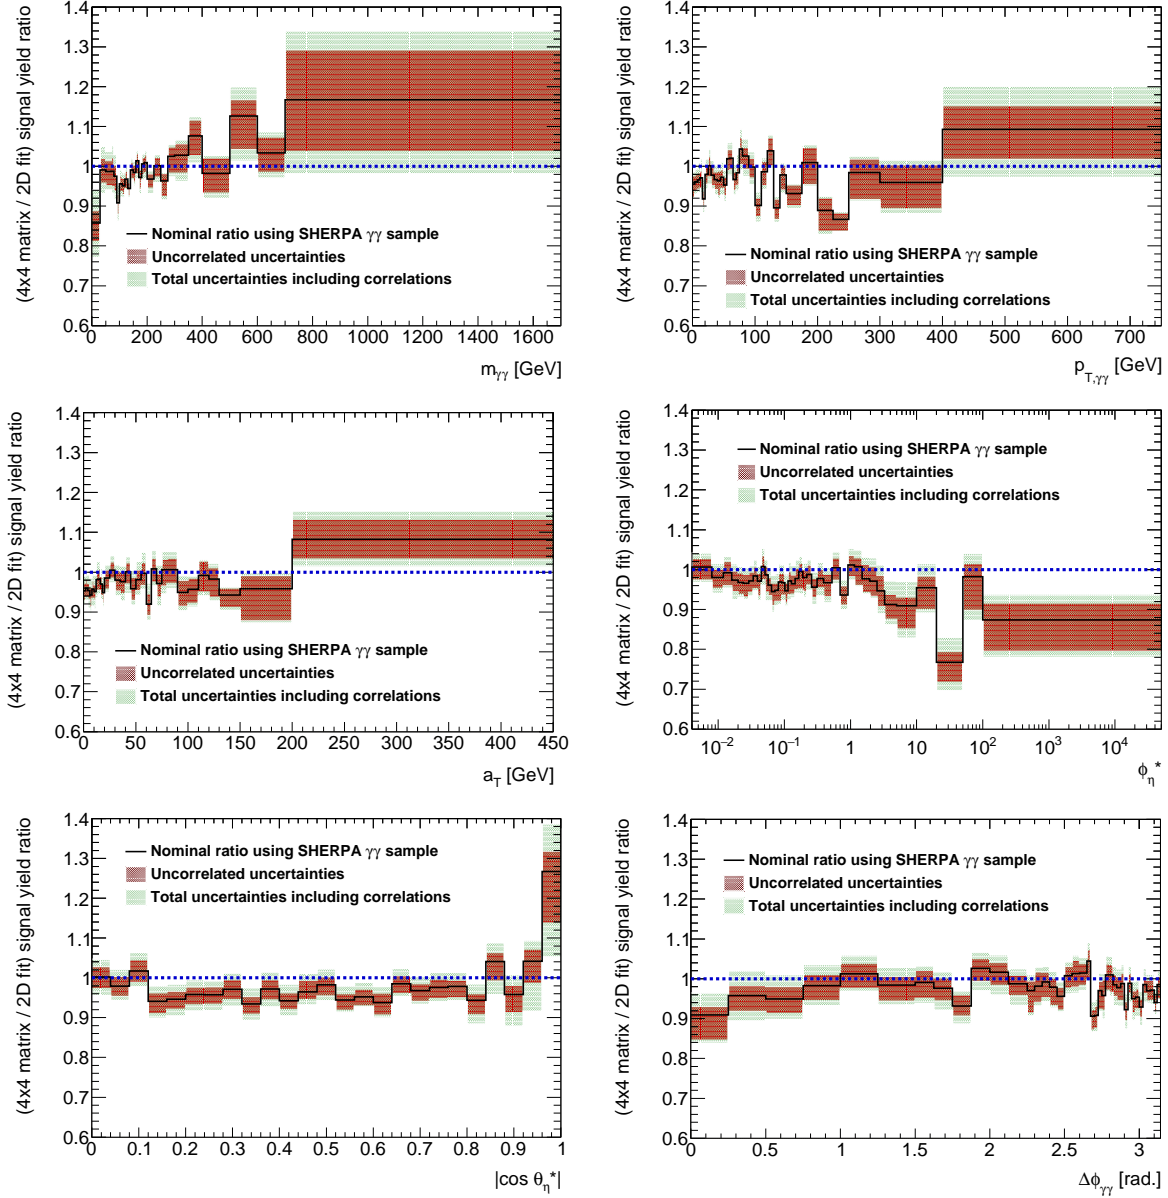 (4x4 matrix / 2D fit) signal yield ratio
1.4
1.3
1.2
1.1
1
0.9
0.8
0.7
0.6
Nominal ratio using SHERPA γγ sample
Uncorrelated uncertainties
Total uncertainties including correlations
0 200 400 600 800 1000 1200 1400 1600
m_γγ [GeV]
(4x4 matrix / 2D fit) signal yield ratio
1.4
1.3
1.2
1.1
1
0.9
0.8
0.7
0.6
Nominal ratio using SHERPA γγ sample
Uncorrelated uncertainties
Total uncertainties including correlations
0 100 200 300 400 500 600 700
p_T,γγ [GeV]
(4x4 matrix / 2D fit) signal yield ratio
1.4
1.3
1.2
1.1
1
0.9
0.8
0.7
0.6
Nominal ratio using SHERPA γγ sample
Uncorrelated uncertainties
Total uncertainties including correlations
0 50 100 150 200 250 300 350 400 450
a_T [GeV]
(4x4 matrix / 2D fit) signal yield ratio
1.4
1.3
1.2
1.1
1
0.9
0.8
0.7
0.6
Nominal ratio using SHERPA γγ sample
Uncorrelated uncertainties
Total uncertainties including correlations
10⁻² 10⁻¹ 1 10 10² 10³ 10⁴
ϕ_η*
(4x4 matrix / 2D fit) signal yield ratio
1.4
1.3
1.2
1.1
1
0.9
0.8
0.7
0.6
Nominal ratio using SHERPA γγ sample
Uncorrelated uncertainties
Total uncertainties including correlations
0 0.1 0.2 0.3 0.4 0.5 0.6 0.7 0.8 0.9 1
|cos θ_η*|
(4x4 matrix / 2D fit) signal yield ratio
1.4
1.3
1.2
1.1
1
0.9
0.8
0.7
0.6
Nominal ratio using SHERPA γγ sample
Uncorrelated uncertainties
Total uncertainties including correlations
0 0.5 1 1.5 2 2.5 3
Δϕ_γγ [rad.]